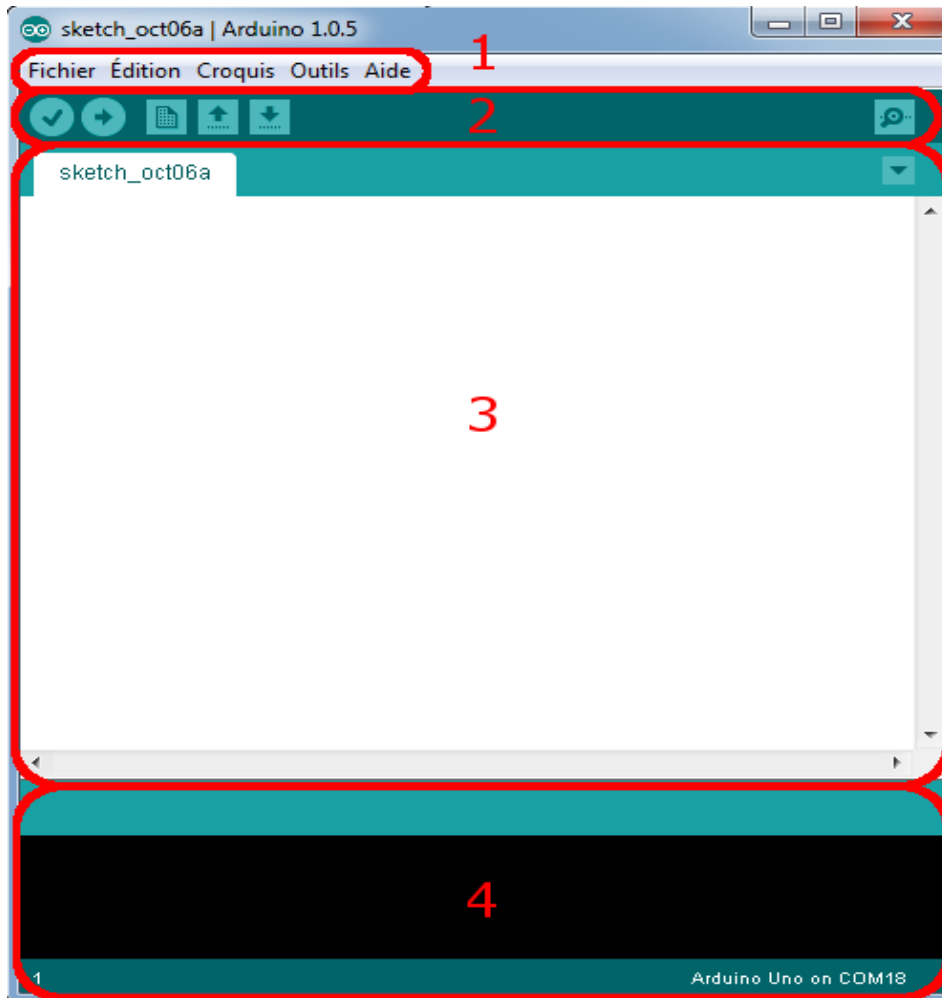 sketch_oct06a | Arduino 1.0.5
1
Fichier Édition Croquis Outils Aide
2
sketch_oct06a
3
4
1 Arduino Uno on COM18